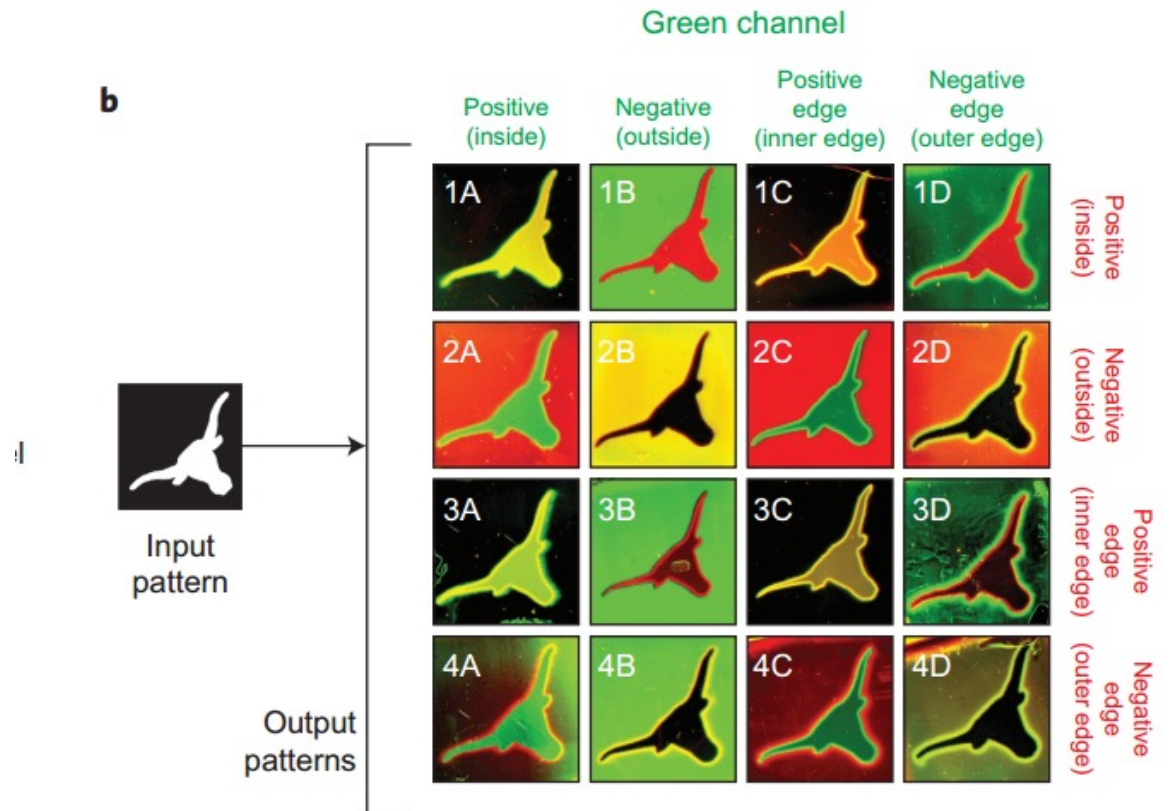 Green channel
b
Positive
(inside)
Negative
(outside)
Positive
edge
(inner edge)
Negative
edge
(outer edge)
1A
1B
1C
1D
Positive
(inside)
2A
2B
2C
2D
Negative
(outside)
el
Input
pattern
3A
3B
3C
3D
Positive
edge
(inner edge)
4A
4B
4C
4D
Negative
edge
(outer edge)
Output
patterns